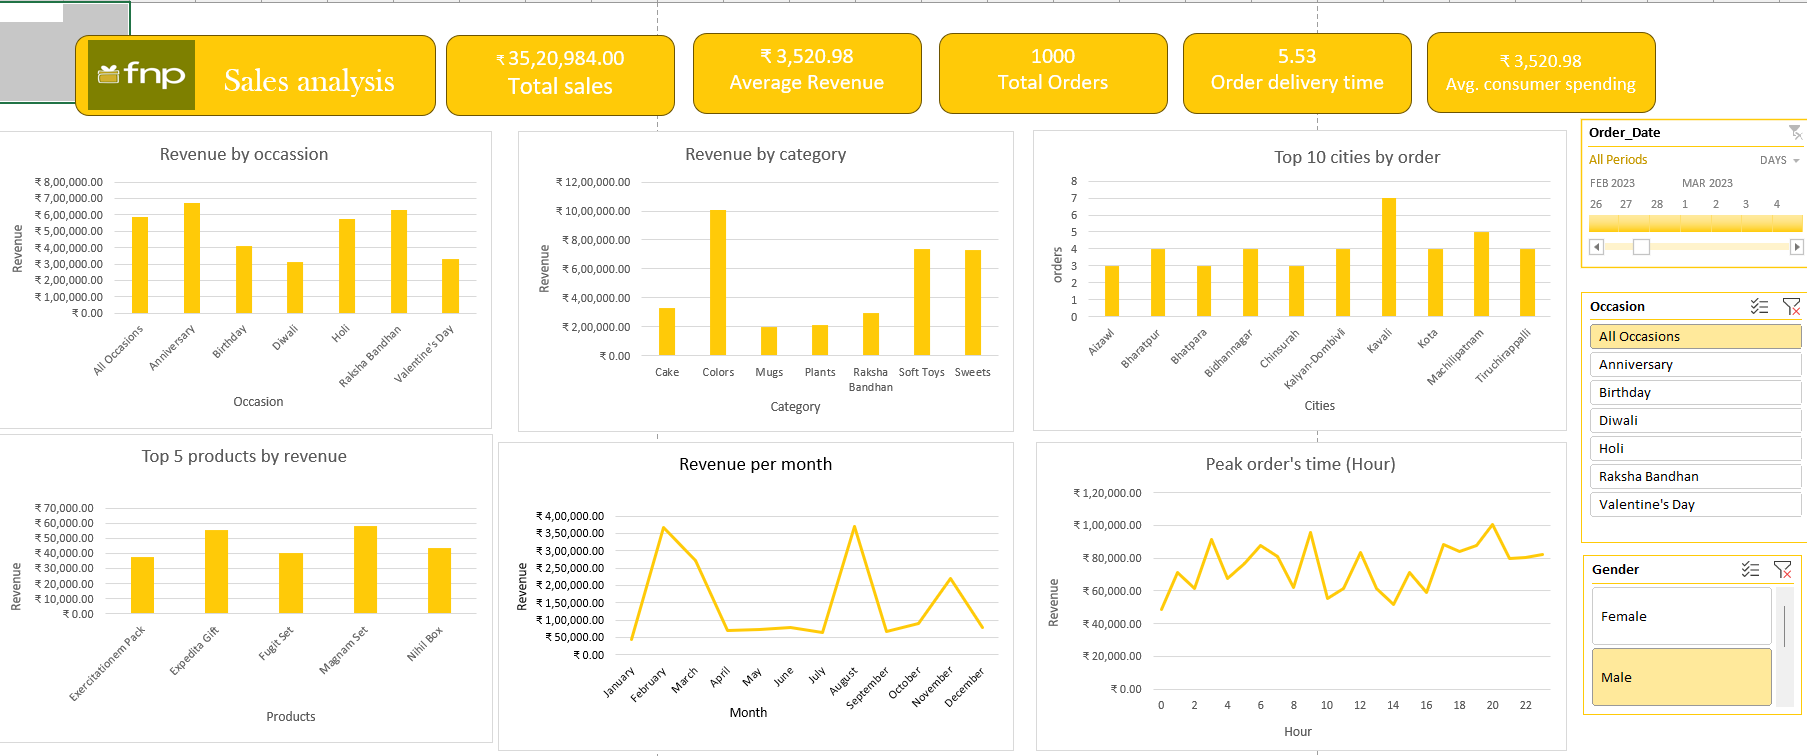 fnp
Sales analysis
₹ 35,20,984.00
Total sales
₹ 3,520.98
Average Revenue
1000
Total Orders
5.53
Order delivery time
₹ 3,520.98
Avg. consumer spending
Revenue by occassion
₹ 8,00,000.00
₹ 7,00,000.00
₹ 6,00,000.00
₹ 5,00,000.00
₹ 4,00,000.00
₹ 3,00,000.00
₹ 2,00,000.00
₹ 1,00,000.00
₹ 0.00
Revenue
All Occasions
Anniversary
Birthday
Diwali
Holi
Raksha Bandhan
Valentine's Day
Occasion
Revenue by category
₹ 12,00,000.00
₹ 10,00,000.00
₹ 8,00,000.00
₹ 6,00,000.00
₹ 4,00,000.00
₹ 2,00,000.00
₹ 0.00
Revenue
Cake
Colors
Mugs
Plants
Raksha
Bandhan
Soft Toys
Sweets
Category
Top 10 cities by order
8
7
6
5
4
3
2
1
0
orders
Aizawl
Bharatpur
Bhatpara
Bidhannagar
Chinsurah
Kalyan-Dombivli
Kavali
Kota
Machilipatnam
Tiruchirappalli
Cities
Order_Date
All Periods
DAYS
FEB 2023
MAR 2023
26 27 28 1 2 3 4
Occasion
All Occasions
Anniversary
Birthday
Diwali
Holi
Raksha Bandhan
Valentine's Day
Top 5 products by revenue
₹ 70,000.00
₹ 60,000.00
₹ 50,000.00
₹ 40,000.00
₹ 30,000.00
₹ 20,000.00
₹ 10,000.00
₹ 0.00
Revenue
Exercitationem Pack
Expedita Gift
Fugit Set
Magnam Set
Nihil Box
Products
Revenue per month
₹ 4,00,000.00
₹ 3,50,000.00
₹ 3,00,000.00
₹ 2,50,000.00
₹ 2,00,000.00
₹ 1,50,000.00
₹ 1,00,000.00
₹ 50,000.00
₹ 0.00
Revenue
January
February
March
April
May
June
July
August
September
October
November
December
Month
Peak order's time (Hour)
₹ 1,20,000.00
₹ 1,00,000.00
₹ 80,000.00
₹ 60,000.00
₹ 40,000.00
₹ 20,000.00
₹ 0.00
Revenue
0 2 4 6 8 10 12 14 16 18 20 22
Hour
Gender
Female
Male